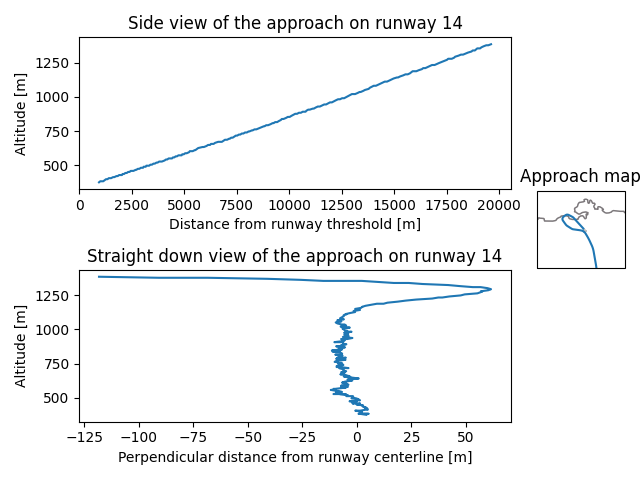 Side view of the approach on runway 14
Altitude [m]
1250
1000
750
500
0 2500 5000 7500 10000 12500 15000 17500 20000
Distance from runway threshold [m]
Approach map
Straight down view of the approach on runway 14
Altitude [m]
1250
1000
750
500
−125 −100 −75 −50 −25 0 25 50
Perpendicular distance from runway centerline [m]